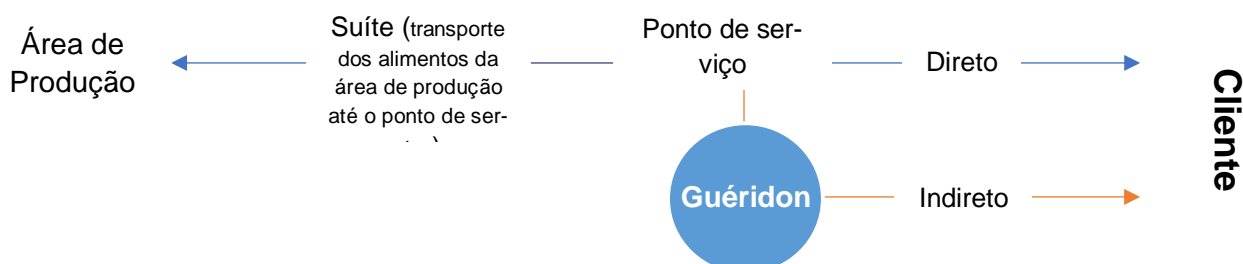 Área de
Produção
Suíte (transporte
dos alimentos da
área de produção
até o ponto de ser-
Ponto de ser-
viço
Direto
Guéridon
Indireto
Cliente